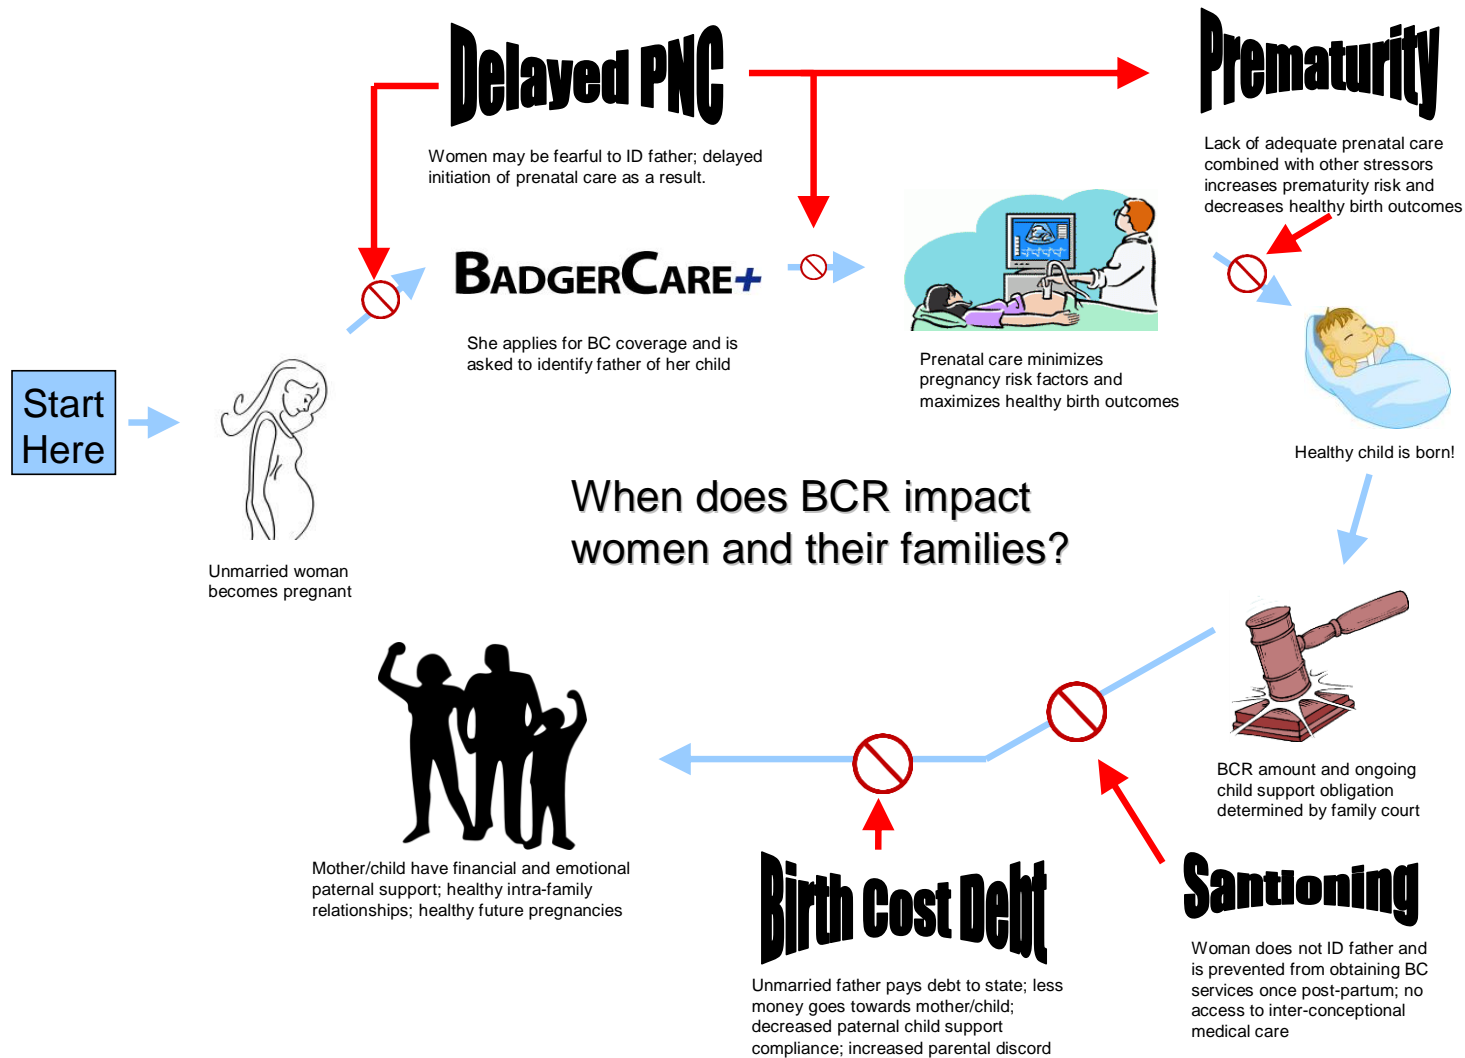 Delayed PNC
Women may be fearful to ID father; delayed
initiation of prenatal care as a result.
Prematurity
Lack of adequate prenatal care
combined with other stressors
increases prematurity risk and
decreases healthy birth outcomes
BADGERCARE+
She applies for BC coverage and is
asked to identify father of her child
Prenatal care minimizes
pregnancy risk factors and
maximizes healthy birth outcomes
Healthy child is born!
Start
Here
Unmarried woman
becomes pregnant
When does BCR impact
women and their families?
BCR amount and ongoing
child support obligation
determined by family court
Mother/child have financial and emotional
paternal support; healthy intra-family
relationships; healthy future pregnancies
Birth Cost Debt
Unmarried father pays debt to state; less
money goes towards mother/child;
decreased paternal child support
compliance; increased parental discord
Santioning
Woman does not ID father and
is prevented from obtaining BC
services once post-partum; no
access to inter-conceptional
medical care